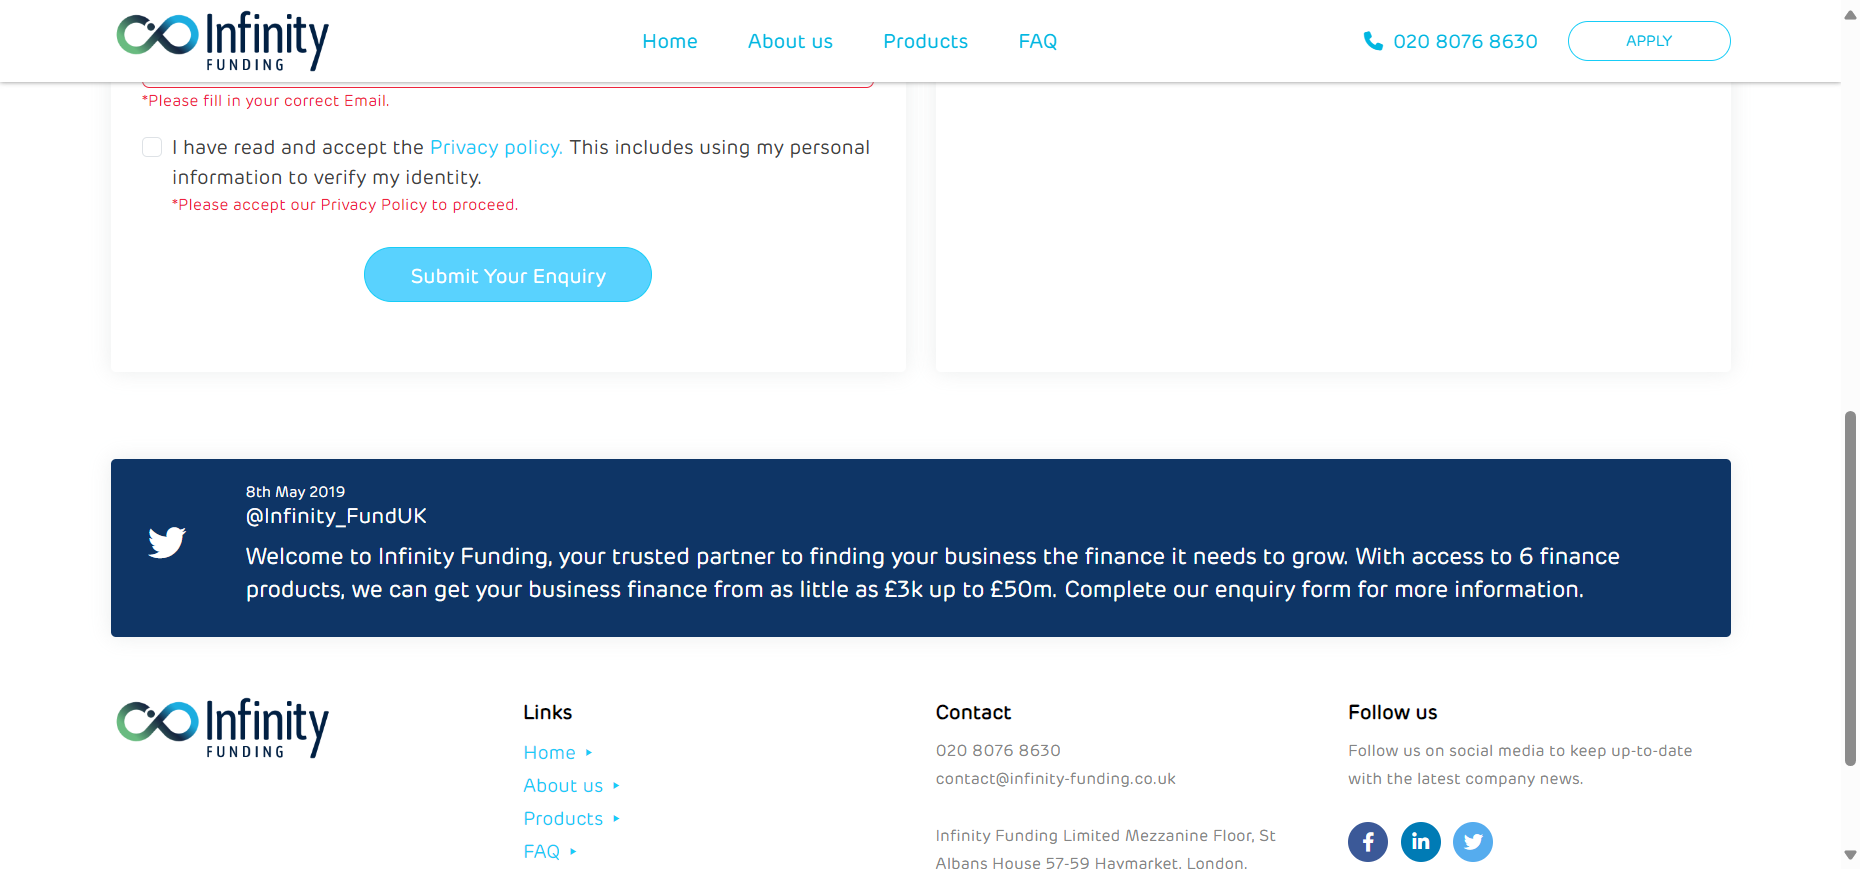 Infinity
FUNDING
Home
About us
Products
FAQ
020 8076 8630
APPLY
*Please fill in your correct Email.
I have read and accept the Privacy policy. This includes using my personal
information to verify my identity.
*Please accept our Privacy Policy to proceed.
Submit Your Enquiry
8th May 2019
@Infinity_FundUK
Welcome to Infinity Funding, your trusted partner to finding your business the finance it needs to grow. With access to 6 finance
products, we can get your business finance from as little as £3k up to £50m. Complete our enquiry form for more information.
Infinity
FUNDING
Links
Home
About us
Products
FAQ
Contact
020 8076 8630
contact@infinity-funding.co.uk
Infinity Funding Limited Mezzanine Floor, St
Albans House 57-59 Haymarket, London,
Follow us
Follow us on social media to keep up-to-date
with the latest company news.